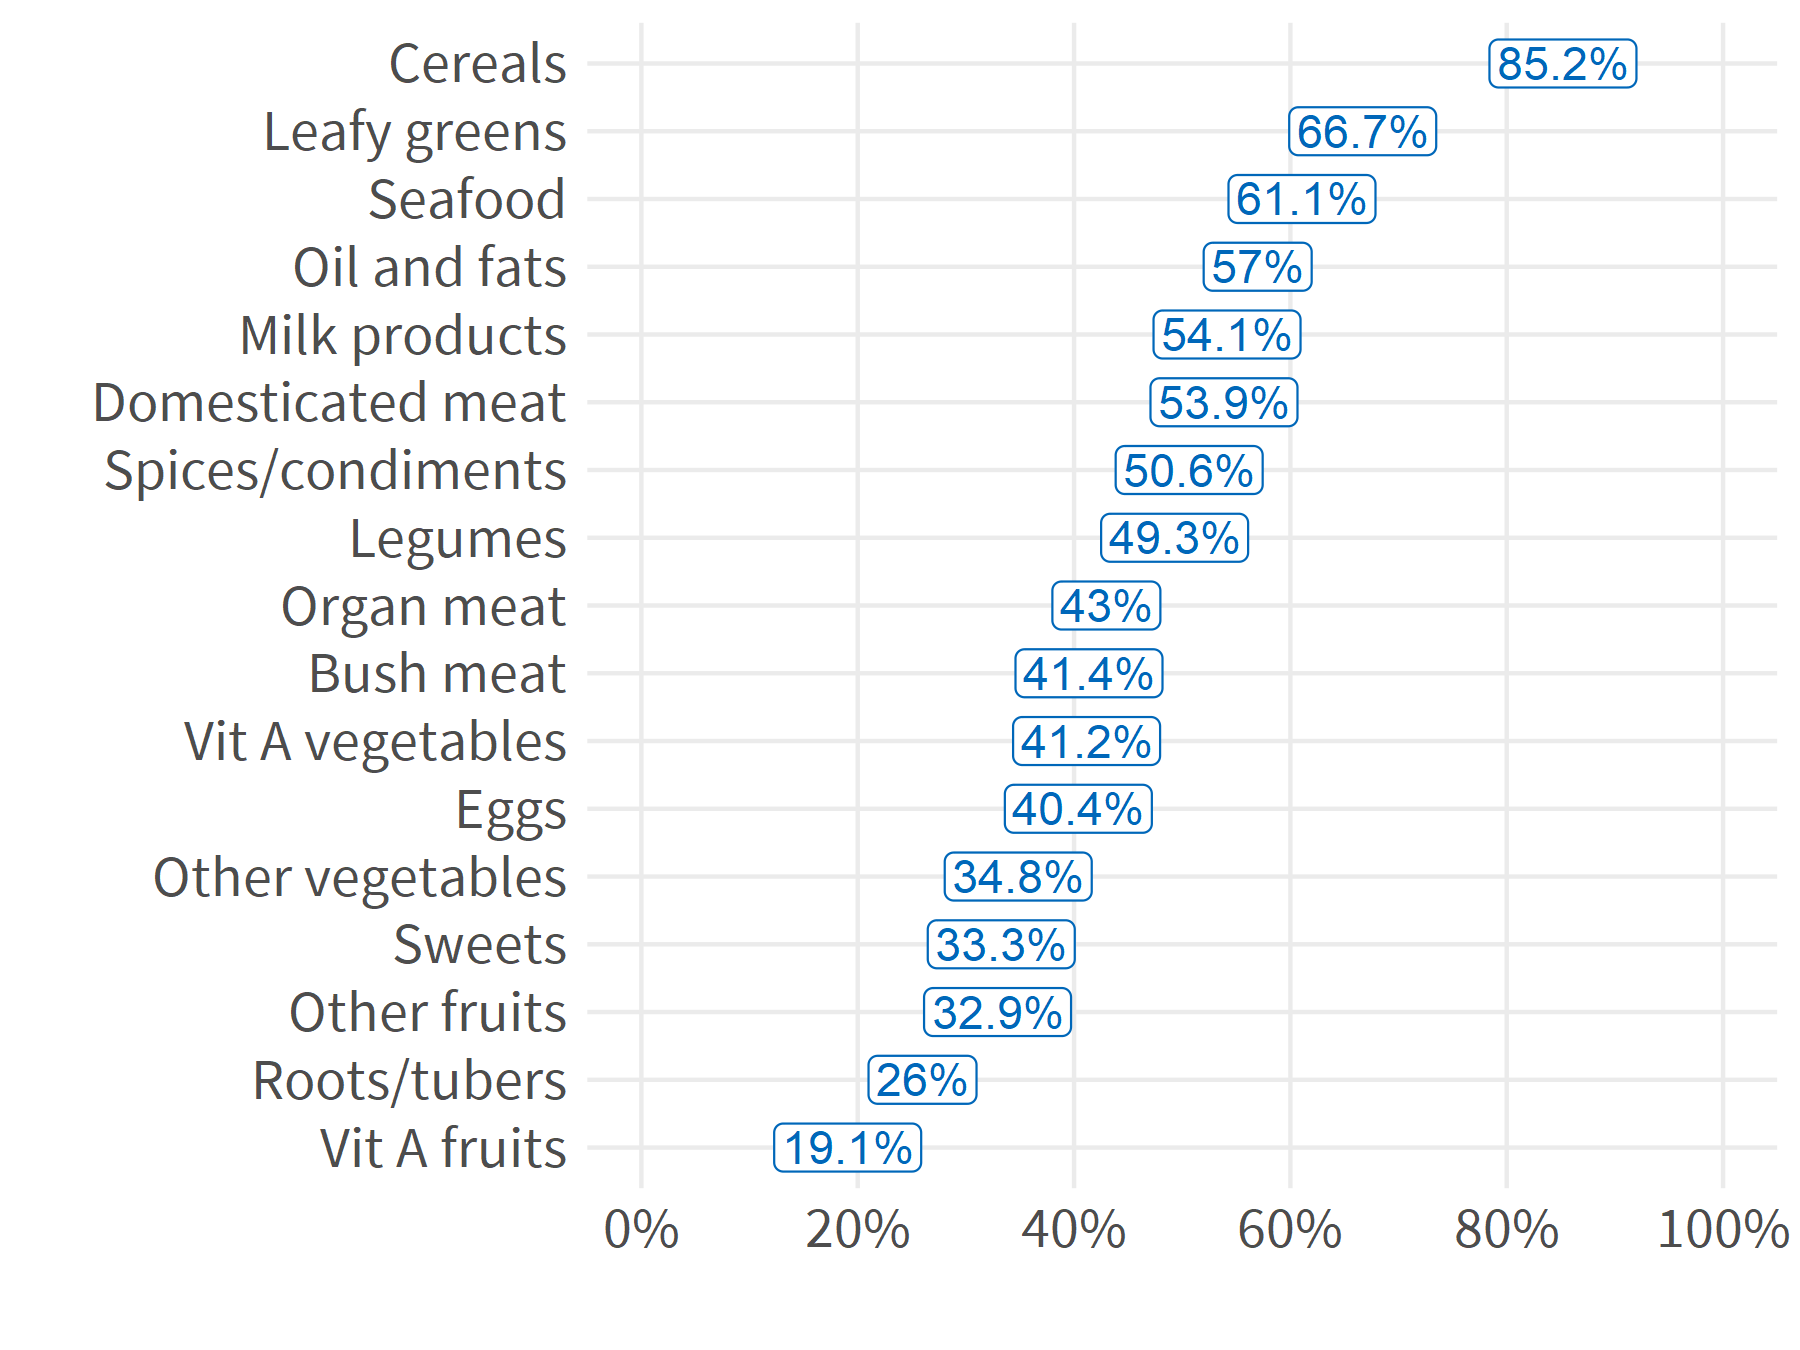 Cereals 85.2%
Leafy greens 66.7%
Seafood 61.1%
Oil and fats 57%
Milk products 54.1%
Domesticated meat 53.9%
Spices/condiments 50.6%
Legumes 49.3%
Organ meat 43%
Bush meat 41.4%
Vit A vegetables 41.2%
Eggs 40.4%
Other vegetables 34.8%
Sweets 33.3%
Other fruits 32.9%
Roots/tubers 26%
Vit A fruits 19.1%
0% 20% 40% 60% 80% 100%